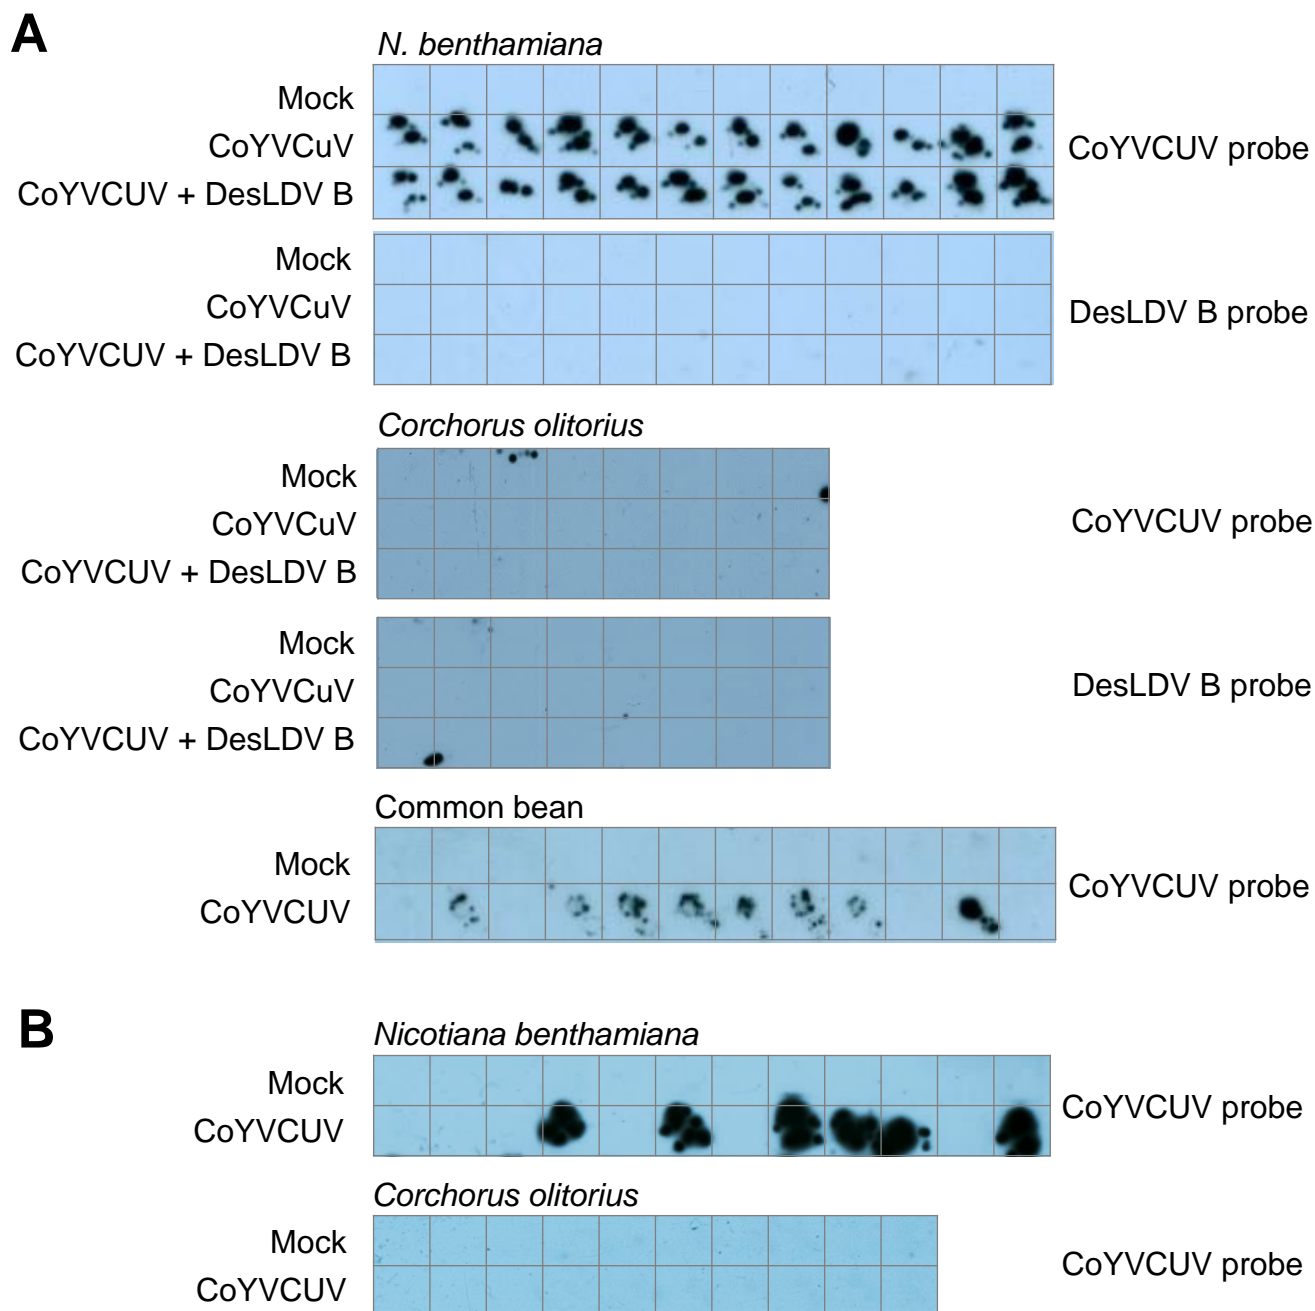 A
N. benthamiana
Mock
CoYVCuV
CoYVCUV + DesLDV B
CoYVCUV probe
Mock
CoYVCuV
CoYVCUV + DesLDV B
DesLDV B probe
Corchorus olitorius
Mock
CoYVCuV
CoYVCUV + DesLDV B
CoYVCUV probe
Mock
CoYVCuV
CoYVCUV + DesLDV B
DesLDV B probe
Common bean
Mock
CoYVCUV
CoYVCUV probe
B
Nicotiana benthamiana
Mock
CoYVCUV
CoYVCUV probe
Corchorus olitorius
Mock
CoYVCUV
CoYVCUV probe